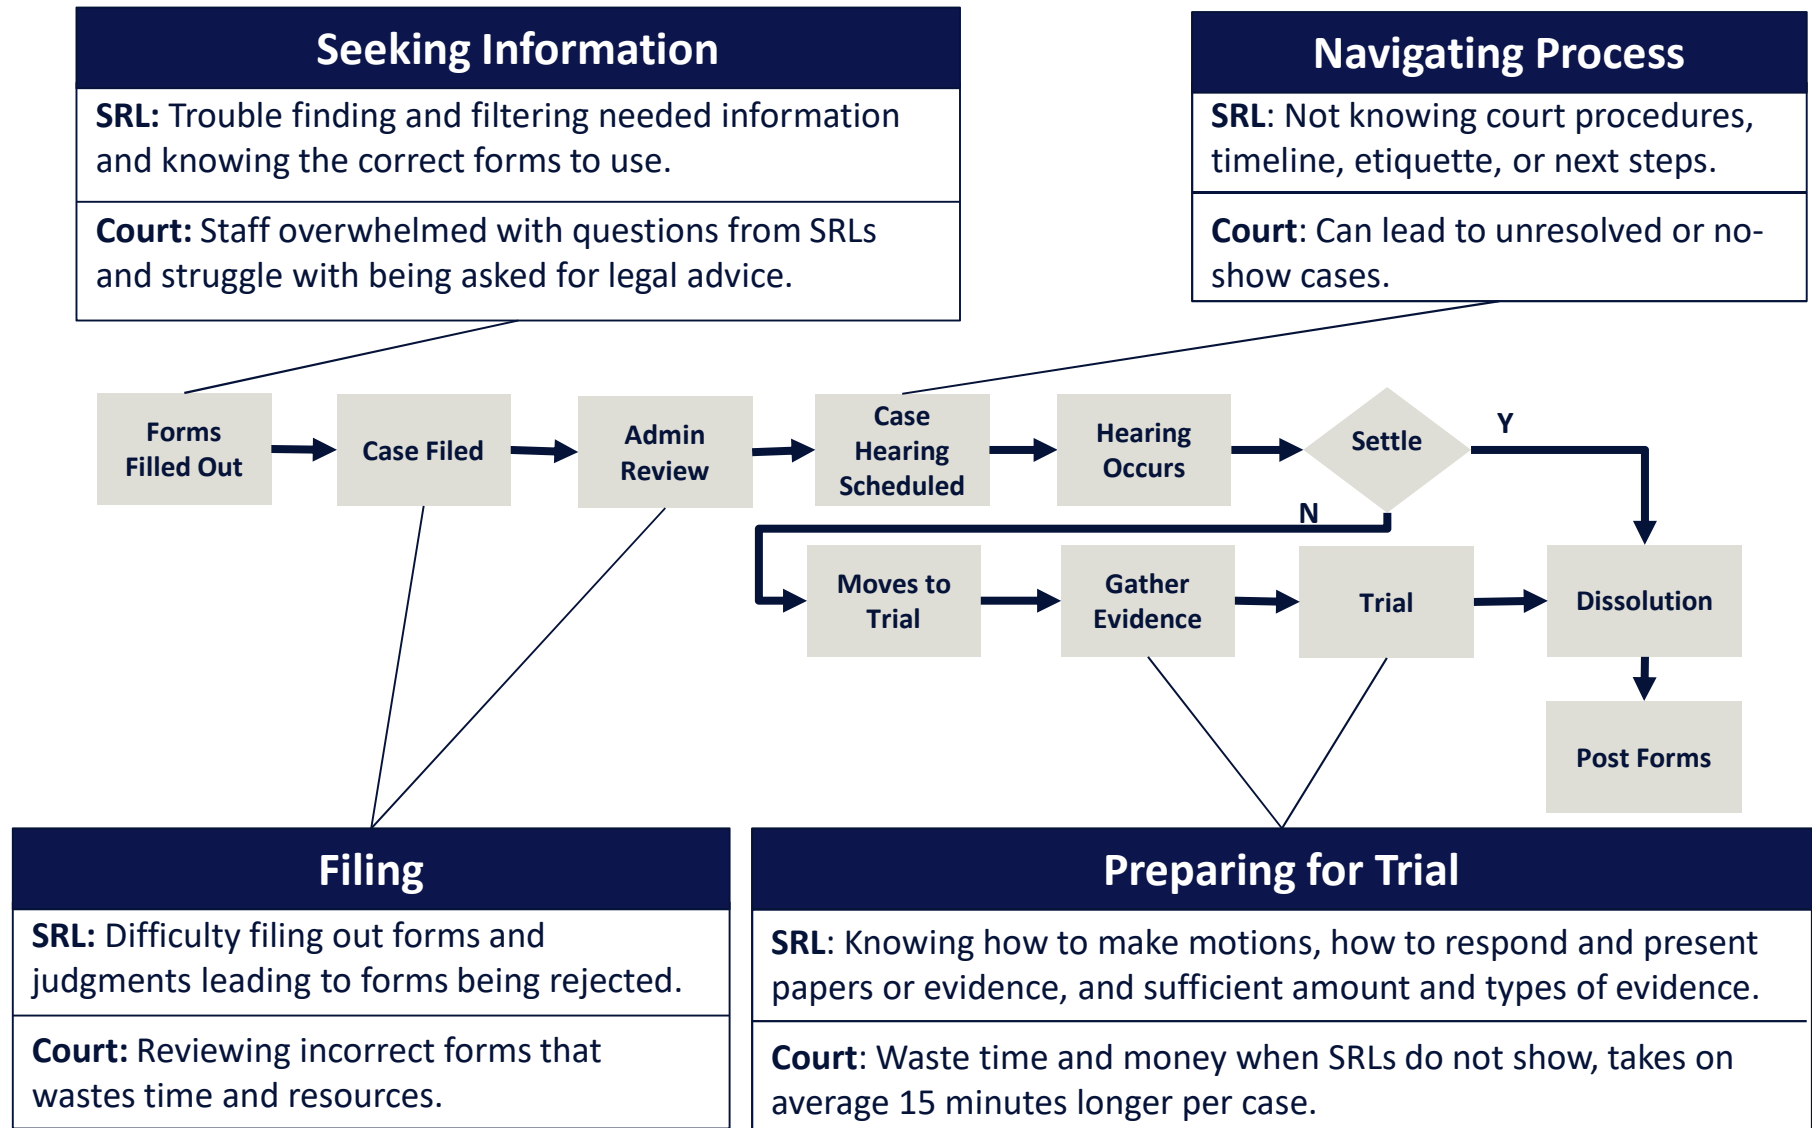 Seeking Information
SRL: Trouble finding and filtering needed information
and knowing the correct forms to use.
Court: Staff overwhelmed with questions from SRLs
and struggle with being asked for legal advice.
Navigating Process
SRL: Not knowing court procedures,
timeline, etiquette, or next steps.
Court: Can lead to unresolved or no-
show cases.
Forms
Filled Out
Case Filed
Admin
Review
Case
Hearing
Scheduled
Hearing
Occurs
Settle
Y
N
Moves to
Trial
Gather
Evidence
Trial
Dissolution
Post Forms
Filing
SRL: Difficulty filing out forms and
judgments leading to forms being rejected.
Court: Reviewing incorrect forms that
wastes time and resources.
Preparing for Trial
SRL: Knowing how to make motions, how to respond and present
papers or evidence, and sufficient amount and types of evidence.
Court: Waste time and money when SRLs do not show, takes on
average 15 minutes longer per case.